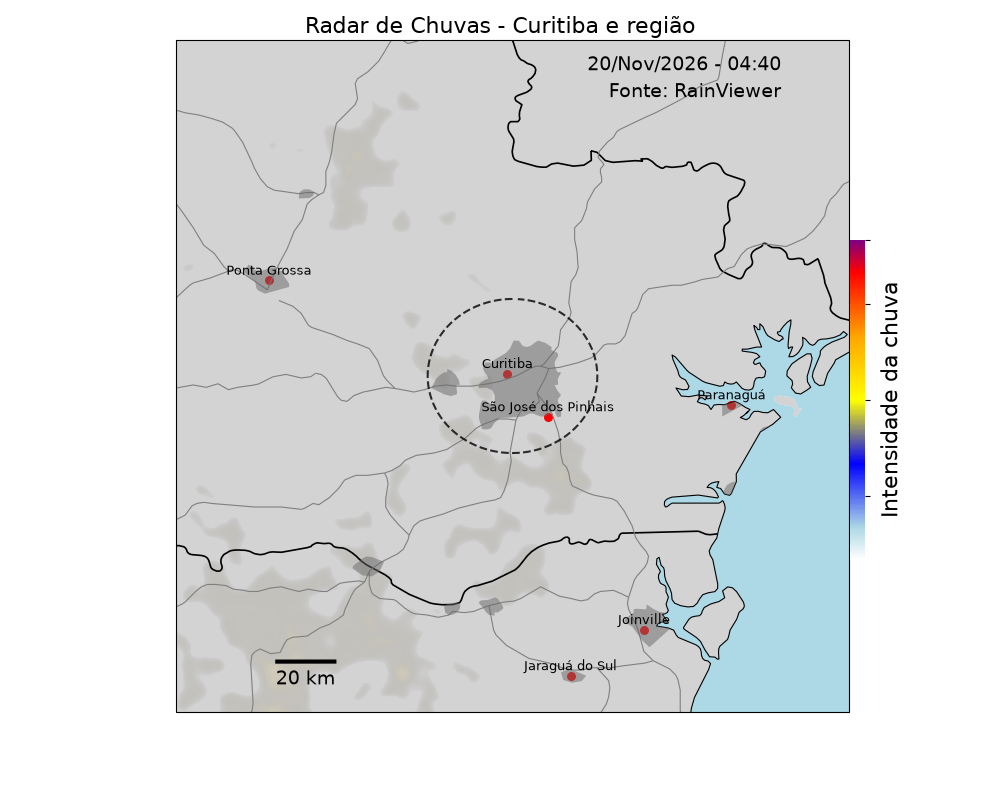 Radar de Chuvas - Curitiba e região
20/Nov/2026 - 04:40
Fonte: RainViewer
Ponta Grossa
Curitiba
São José dos Pinhais
Paranaguá
Intensidade da chuva
Joinville
Jaraguá do Sul
20 km